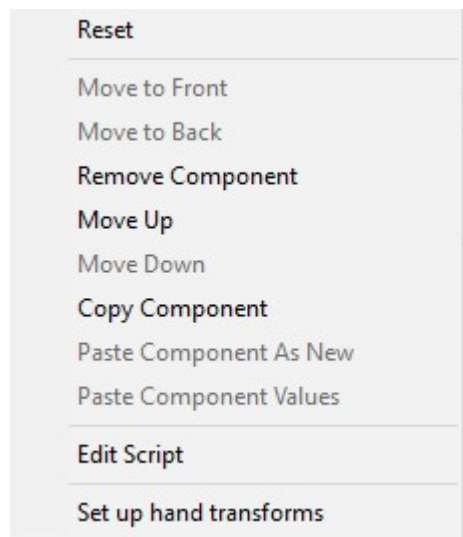 Reset
Move to Front
Move to Back
Remove Component
Move Up
Move Down
Copy Component
Paste Component As New
Paste Component Values
Edit Script
Set up hand transforms